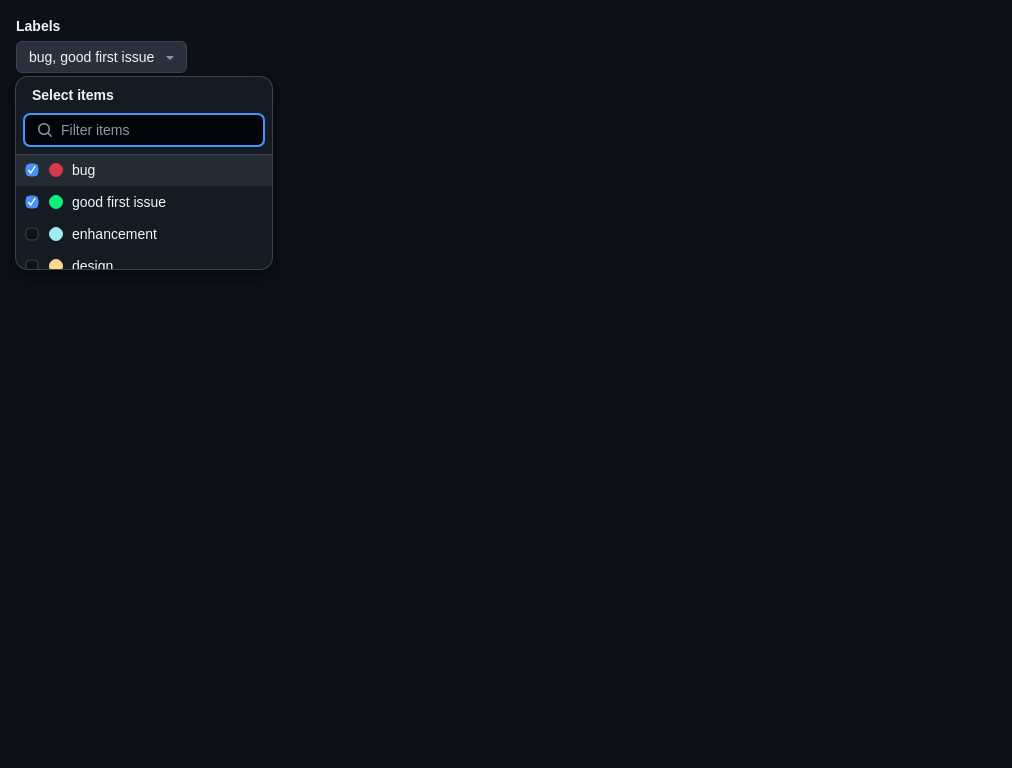 Labels
bug, good first issue
Select items
Filter items
bug
good first issue
enhancement
design